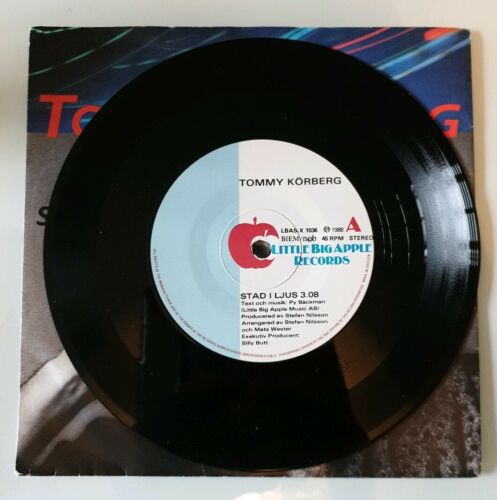 To
G
S
TOMMY KÖRBERG
LBAS X 1036 ℗ 1988 A
BIEM/ncb 45 RPM STEREO
LITTLE BIG APPLE
RECORDS
STAD I LJUS 3.08
Text och musik: Py Bäckman
(Little Big Apple Music AB)
Producerad av Stefan Nilsson
Arrangerad av Stefan Nilsson
och Mats Wester
Exekutiv Producent:
Billy Butt